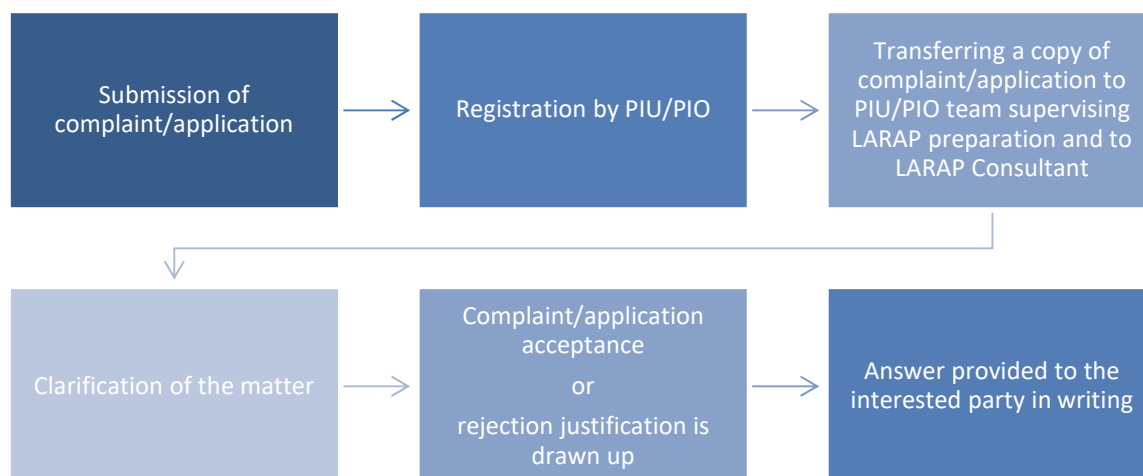 Submission of
complaint/application
Registration by PIU/PIO
Transferring a copy of
complaint/application to
PIU/PIO team supervising
LARAP preparation and to
LARAP Consultant
Clarification of the matter
Complaint/application
acceptance
or
rejection justification is
drawn up
Answer provided to the
interested party in writing